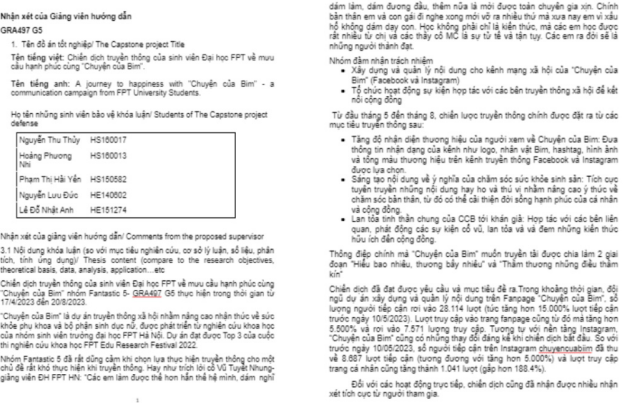 Nhận xét của Giảng viên hướng dẫn
GRA497 G5
1. Tên đồ án tốt nghiệp/ The Capstone project Title
Tên tiếng việt: Chiến dịch truyền thông của sinh viên Đại học FPT về mưu
cầu hạnh phúc cùng "Chuyện của Bim".
Tên tiếng anh: A journey to happiness with "Chuyện của Bim" - a
communication campaign from FPT University Students.
Họ tên những sinh viên bảo vệ khóa luận/ Students of The Capstone project
defense
Nguyễn Thu Thủy HS160017
Hoàng Phương
Nhi HS160013
Phạm Thị Hải Yến HS150582
Nguyễn Lưu Đức HE140602
Lê Đỗ Nhật Anh HE151274
Nhận xét của giảng viên hướng dẫn/ Comments from the proposed supervisor
3.1 Nội dung khóa luận (so với mục tiêu nghiên cứu, cơ sở lý luận, số liệu, phân
tích, tính ứng dụng)/ Thesis content (compare to the research objectives,
theoretical basis, data, analysis, application…etc
Chiến dịch truyền thông của sinh viên Đại học FPT về mưu cầu hạnh phúc cùng
"Chuyện của Bim" nhóm Fantastic 5- GRA497 G5 thực hiện trong thời gian từ
17/4/2023 đến 20/8/2023.
"Chuyện của Bim" là dự án truyền thông xã hội nhằm nâng cao nhận thức về sức
khỏe phụ khoa và bộ phận sinh dục nữ, được phát triển từ nghiên cứu khoa học
của nhóm sinh viên trường đại học FPT Hà Nội. Dự án đạt được Top 3 của cuộc
thi nghiên cứu khoa học FPT Edu Research Festival 2022.
Nhóm Fantastic 5 đã rất dũng cảm khi chọn lựa thực hiện truyền thông cho một
chủ đề rất khó thực hiện khi truyền thông. Hay như trích lời cô Vũ Tuyết Nhung-
giảng viên ĐH FPT HN: "Các em làm được thế hơn hẳn thế hệ mình, dám nghĩ
1
dám làm, dám đương đầu, thêm nữa là mời được toàn chuyên gia xịn. Chính
bản thân em và con gái đi nghe xong mới vỡ ra nhiều thứ mà xưa nay em vì xấu
hổ không dám dạy con. Học không phải chỉ là kiến thức, mà các em học được
rất nhiều từ chị và các thầy cô MC là sự tử tế và tận tụy. Các em ra đời sẽ là
những người thành đạt.
Nhóm đảm nhận trách nhiệm
• Xây dựng và quản lý nội dung cho kênh mạng xã hội của "Chuyện của
Bim" (Facebook và Instagram)
• Tổ chức hoạt động sự kiện hợp tác với các bên truyền thông xã hội để kết
nối cộng đồng
Từ đầu tháng 5 đến tháng 8, chiến lược truyền thông chính được đặt ra từ các
mục tiêu truyền thông sau:
• Tăng độ nhận diện thương hiệu của người xem về Chuyện của Bim: Đưa
thông tin nhận dạng của kênh như logo, nhân vật Bim, hashtag, hình ảnh
và tông màu thương hiệu trên kênh truyền thông Facebook và Instagram
được lựa chọn.
• Sáng tạo nội dung về ý nghĩa của chăm sóc sức khỏe sinh sản: Tích cực
tuyên truyền những nội dung hay ho và thú vị nhằm nâng cao ý thức về
chăm sóc bản thân, từ đó có thể cải thiện đời sống hạnh phúc của cá nhân
và cộng đồng.
• Lan tỏa tinh thần chung của CCB tới khán giả: Hợp tác với các bên liên
quan, phát động các sự kiện cổ vũ, lan tỏa và và đem những kiến thức
hữu ích đến cộng đồng.
Thông điệp chính mà "Chuyện của Bim" muốn truyền tải được chia làm 2 giai
đoạn "Hiểu bao nhiêu, thương bấy nhiêu" và "Thăm thương những điều thầm
kín"
Chiến dịch đã đạt được yêu cầu và mục tiêu đề ra.Trong khoảng thời gian, đội
ngũ dự án xây dựng và quản lý nội dung trên Fanpage "Chuyện của Bim", số
lượng người tiếp cận rơi vào 28.114 lượt (tức tăng hơn 15.000% lượt tiếp cận
trước ngày 10/5/2023). Lượt truy cập vào trang fanpage cũng từ đó mà tăng hơn
5.500% và rơi vào 7.571 lượng truy cập. Tương tự với nền tảng Instagram,
"Chuyện của Bim" cũng có những thay đổi đáng kể khi chiến dịch bắt đầu. So với
trước ngày 10/05/2023, số người tiếp cận trên Instagram chuyencuabiim đã thu
về 8.687 lượt tiếp cận (tương đương với tăng hơn 5.000%) và lượt truy cập
trang cá nhân cũng tăng thành 1.041 lượt (gấp hơn 188.4%).
Đối với các hoạt động trực tiếp, chiến dịch cũng đã nhận được nhiều nhận
xét tích cực từ người tham gia.